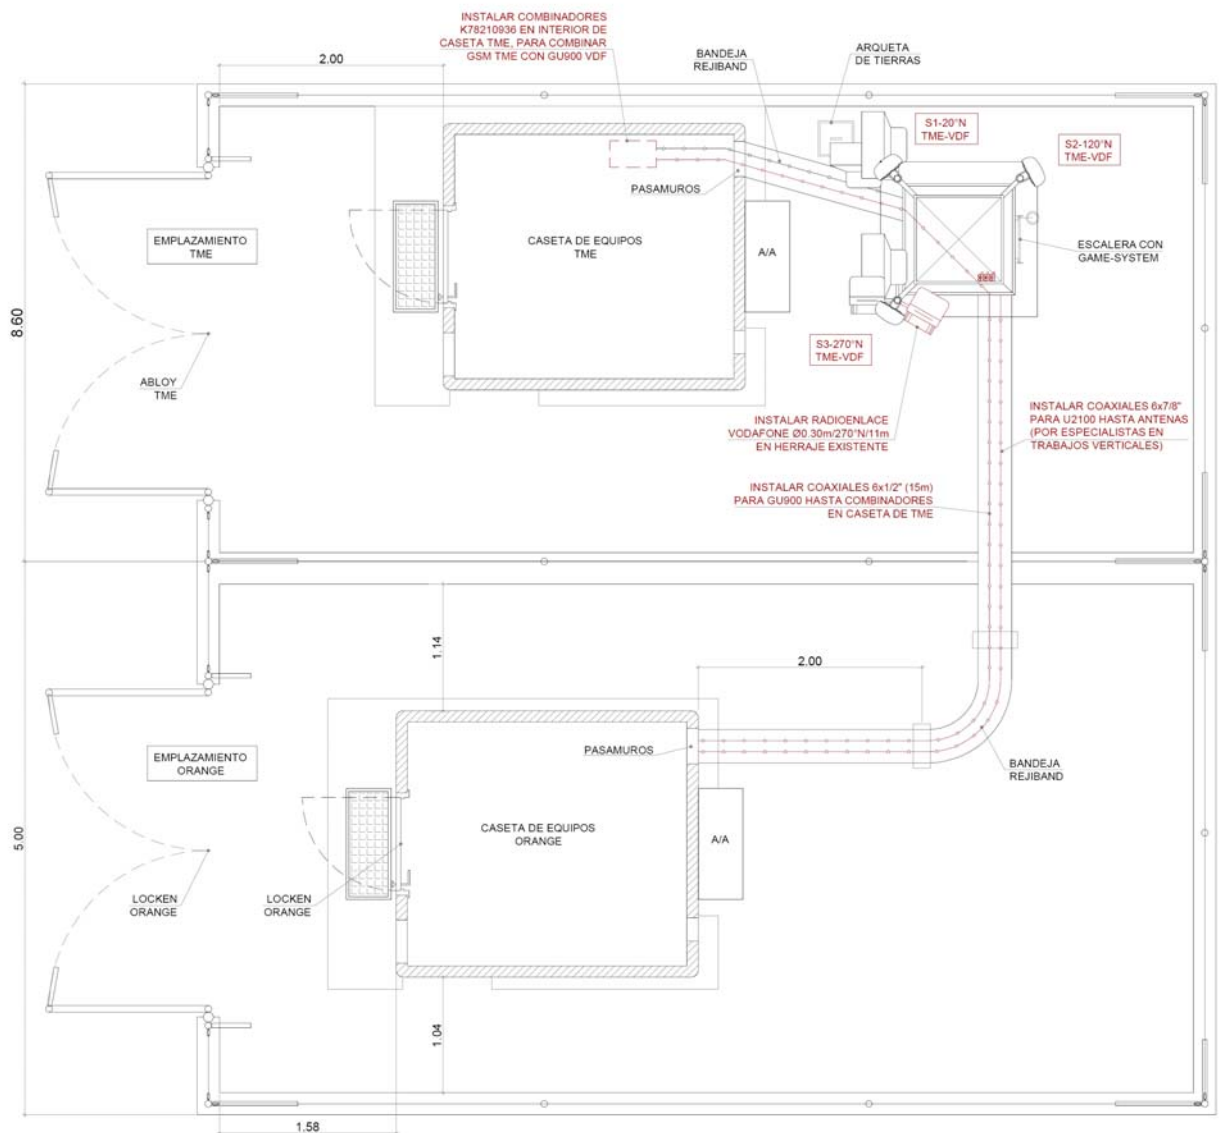 INSTALAR COMBINADORES
K78210936 EN INTERIOR DE
CASETA TME, PARA COMBINAR
GSM TME CON GU900 VDF
2.00
BANDEJA
REJIBAND
ARQUETA
DE TIERRAS
S1-20°N
TME-VDF
S2-120°N
TME-VDF
PASAMUROS
EMPLAZAMIENTO
TME
CASETA DE EQUIPOS
TME
A/A
ESCALERA CON
GAME-SYSTEM
8.60
S3-270°N
TME-VDF
ABLOY
TME
INSTALAR RADIOENLACE
VODAFONE Ø0.30m/270°N/11m
EN HERRAJE EXISTENTE
INSTALAR COAXIALES 6x7/8"
PARA U2100 HASTA ANTENAS
(POR ESPECIALISTAS EN
TRABAJOS VERTICALES)
INSTALAR COAXIALES 6x1/2" (15m)
PARA GU900 HASTA COMBINADORES
EN CASETA DE TME
1.14
2.00
EMPLAZAMIENTO
ORANGE
PASAMUROS
BANDEJA
REJIBAND
5.00
CASETA DE EQUIPOS
ORANGE
A/A
LOCKEN
ORANGE
LOCKEN
ORANGE
1.04
1.58